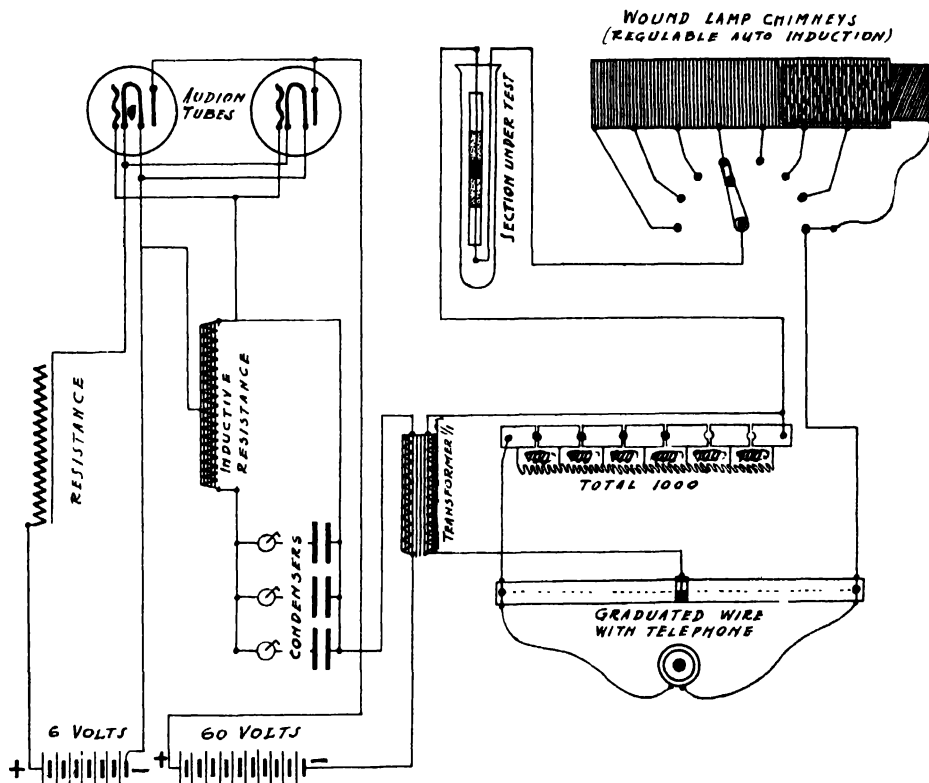 WOUND LAMP CHIMNEYS
(REGULABLE AUTO INDUCTION)
AUDION
TUBES
SECTION UNDER TEST
RESISTANCE
INDUCTIVE
RESISTANCE
TRANSFORMER 1/1
TOTAL 1000
CONDENSERS
GRADUATED WIRE
WITH TELEPHONE
6 VOLTS
60 VOLTS
+ −
+ −